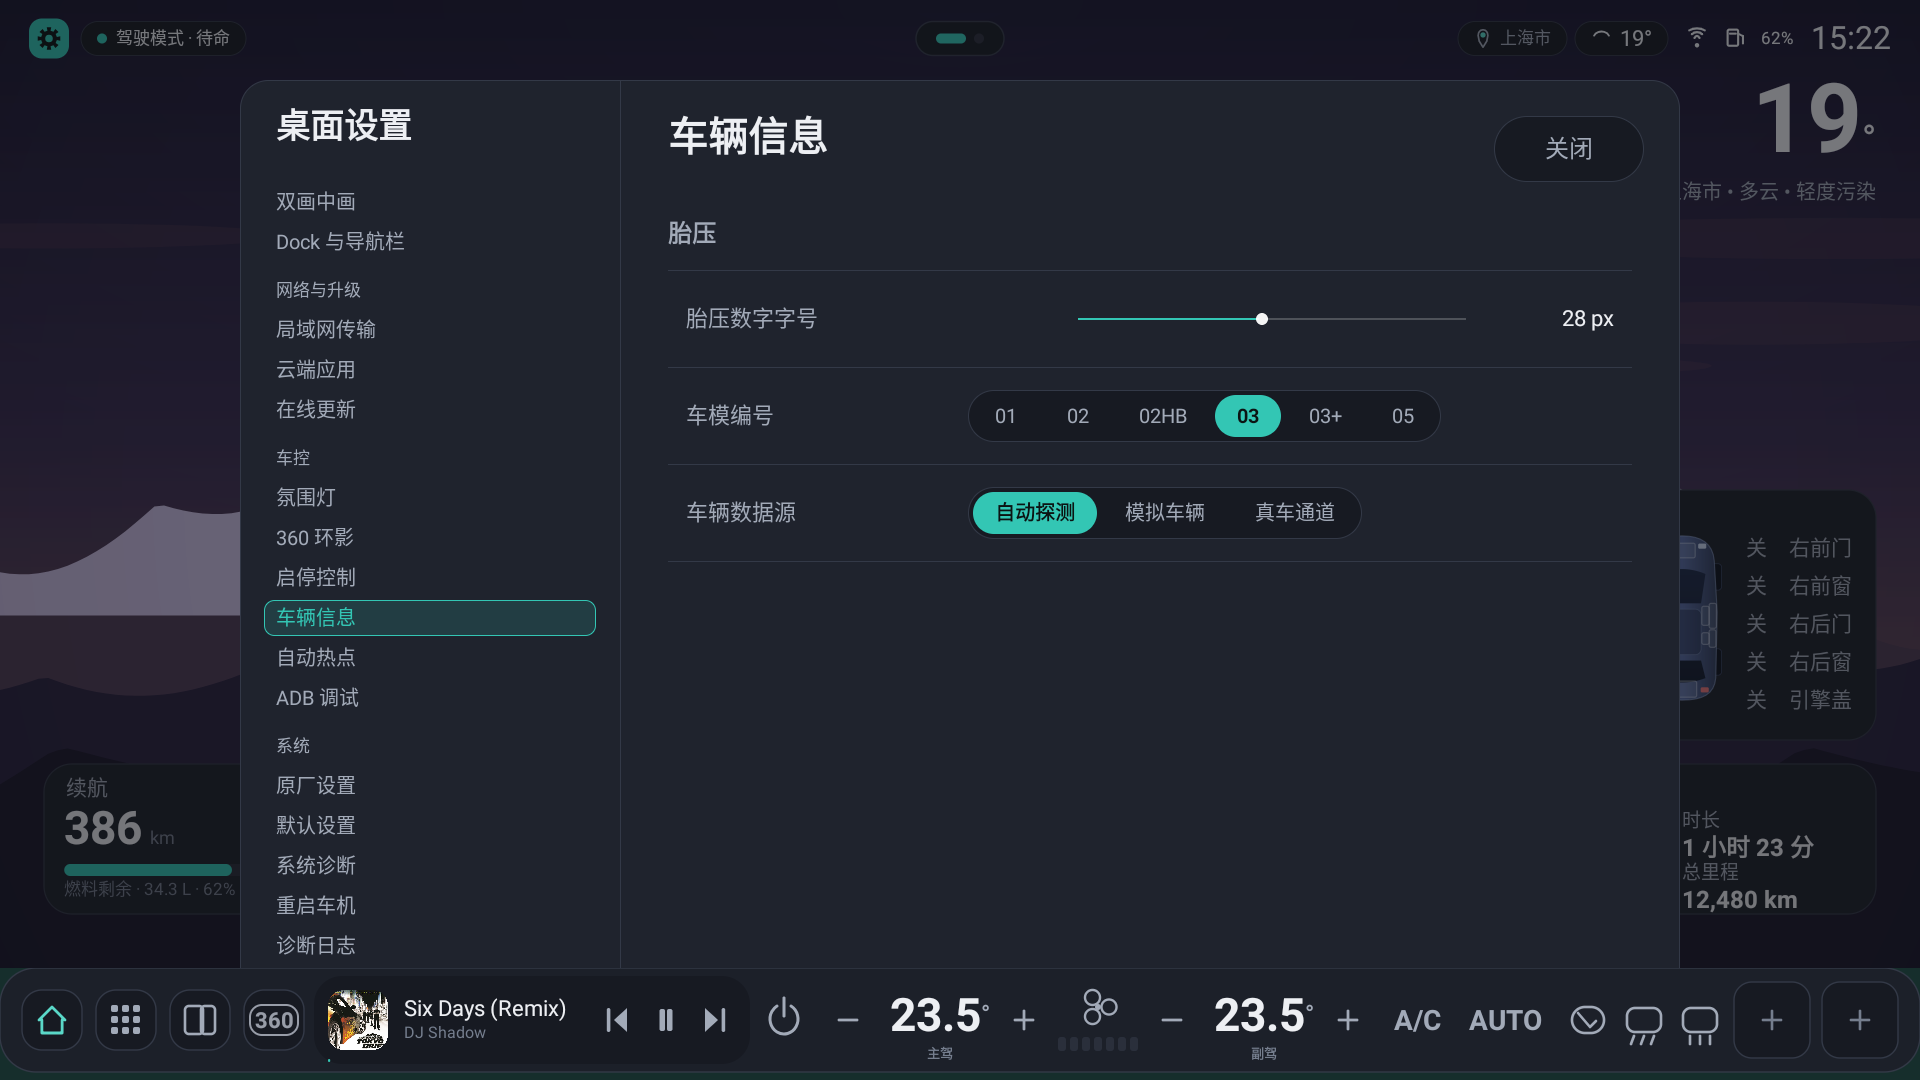 驾驶模式 · 待命
上海市
19°
62%
15:22
19°
海市 • 多云 • 轻度污染
桌面设置
双画中画
Dock 与导航栏
网络与升级
局域网传输
云端应用
在线更新
车控
氛围灯
360 环影
启停控制
车辆信息
自动热点
ADB 调试
系统
原厂设置
默认设置
系统诊断
重启车机
诊断日志
车辆信息
关闭
胎压
胎压数字字号
28 px
车模编号
01
02
02HB
03
03+
05
车辆数据源
自动探测
模拟车辆
真车通道
关 右前门
关 右前窗
关 右后门
关 右后窗
关 引擎盖
续航
386 km
燃料剩余 · 34.3 L · 62%
时长
1 小时 23 分
总里程
12,480 km
360
Six Days (Remix)
DJ Shadow
23.5°
主驾
23.5°
副驾
A/C
AUTO